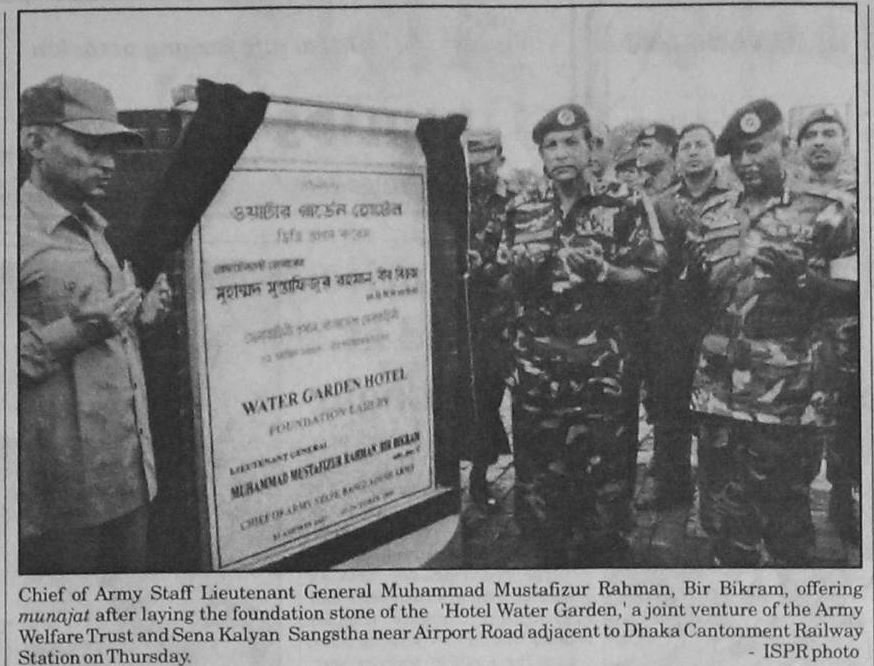 ওয়াটার গার্ডেন হোটেল
মুহাম্মদ মুস্তাফিজুর রহমান, বীর বিক্রম
WATER GARDEN HOTEL
FOUNDATION LAID BY
LIEUTENANT GENERAL
MUHAMMAD MUSTAFIZUR RAHMAN, BIR BIKRAM
CHIEF OF ARMY STAFF, BANGLADESH ARMY
Chief of Army Staff Lieutenant General Muhammad Mustafizur Rahman, Bir Bikram, offering
munajat after laying the foundation stone of the 'Hotel Water Garden,' a joint venture of the Army
Welfare Trust and Sena Kalyan Sangstha near Airport Road adjacent to Dhaka Cantonment Railway
Station on Thursday. - ISPR photo